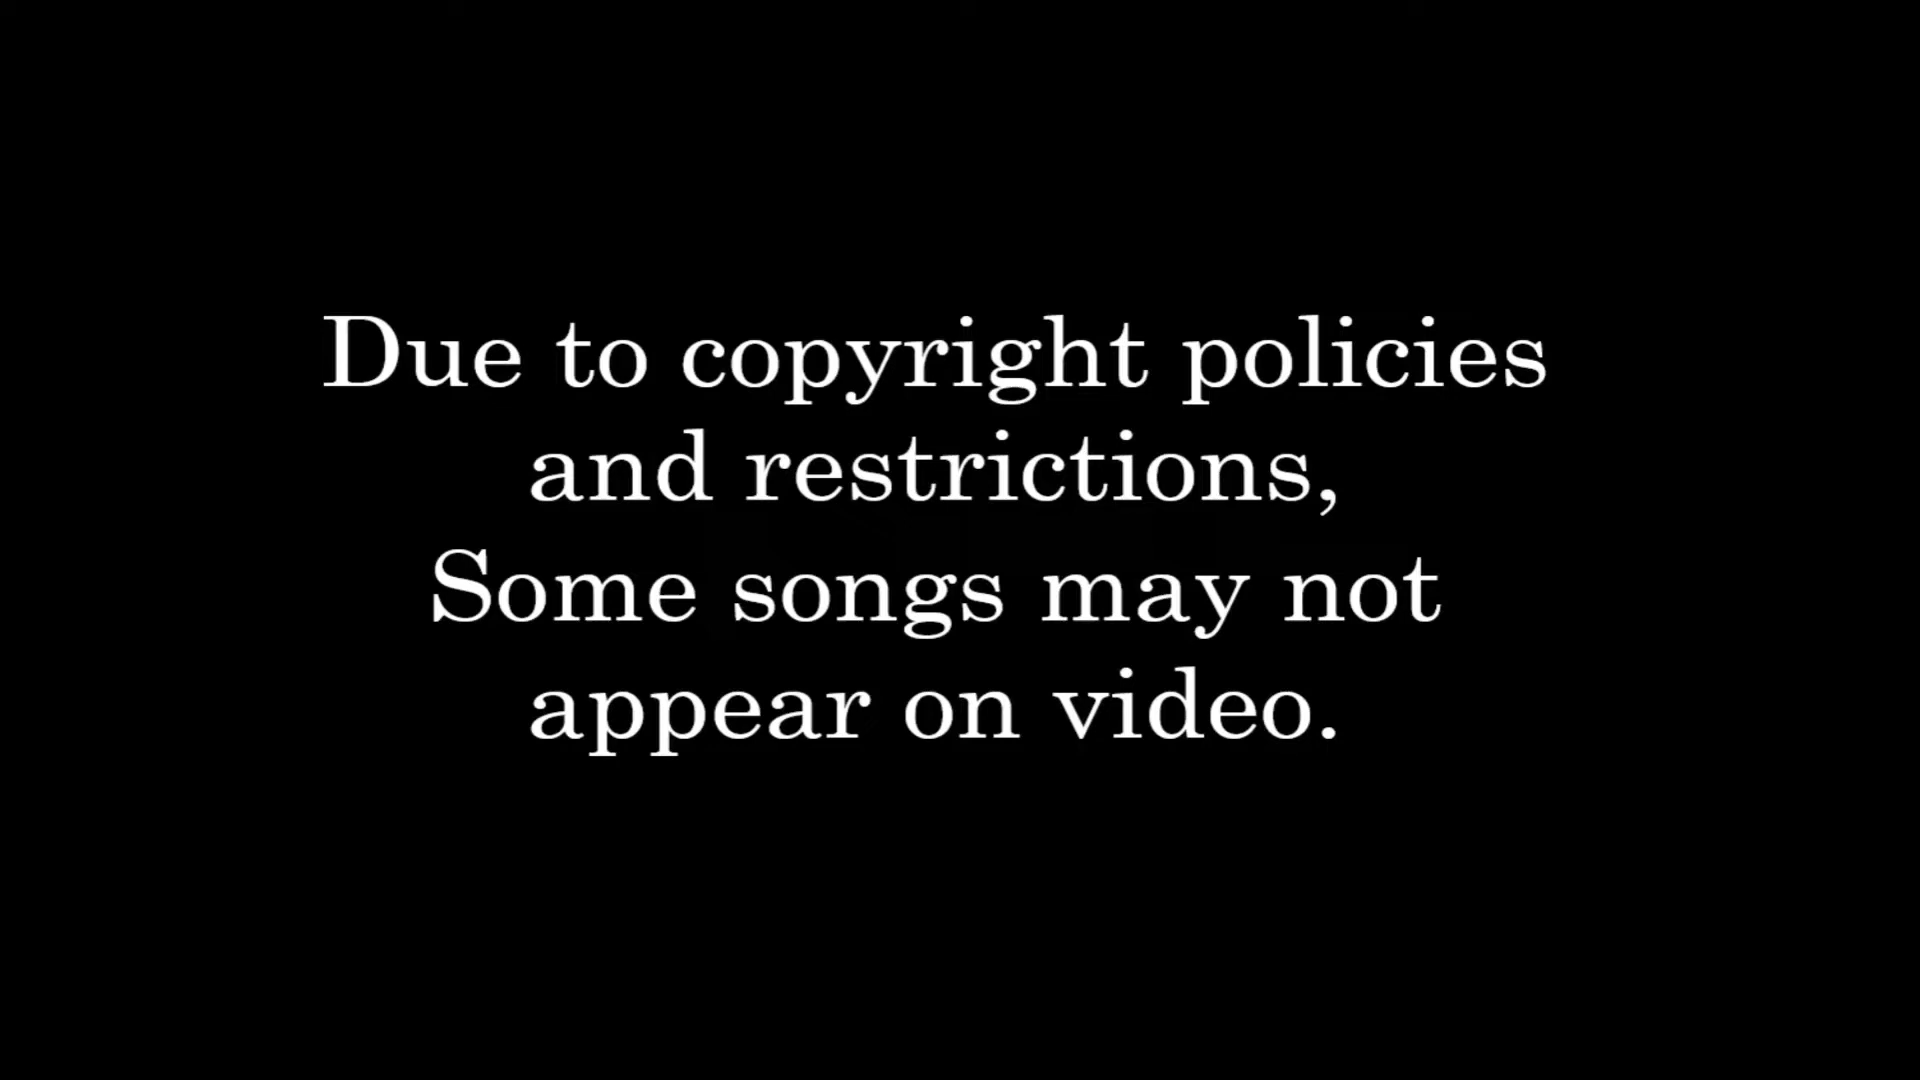 Due to copyright policies
and restrictions,
Some songs may not
appear on video.